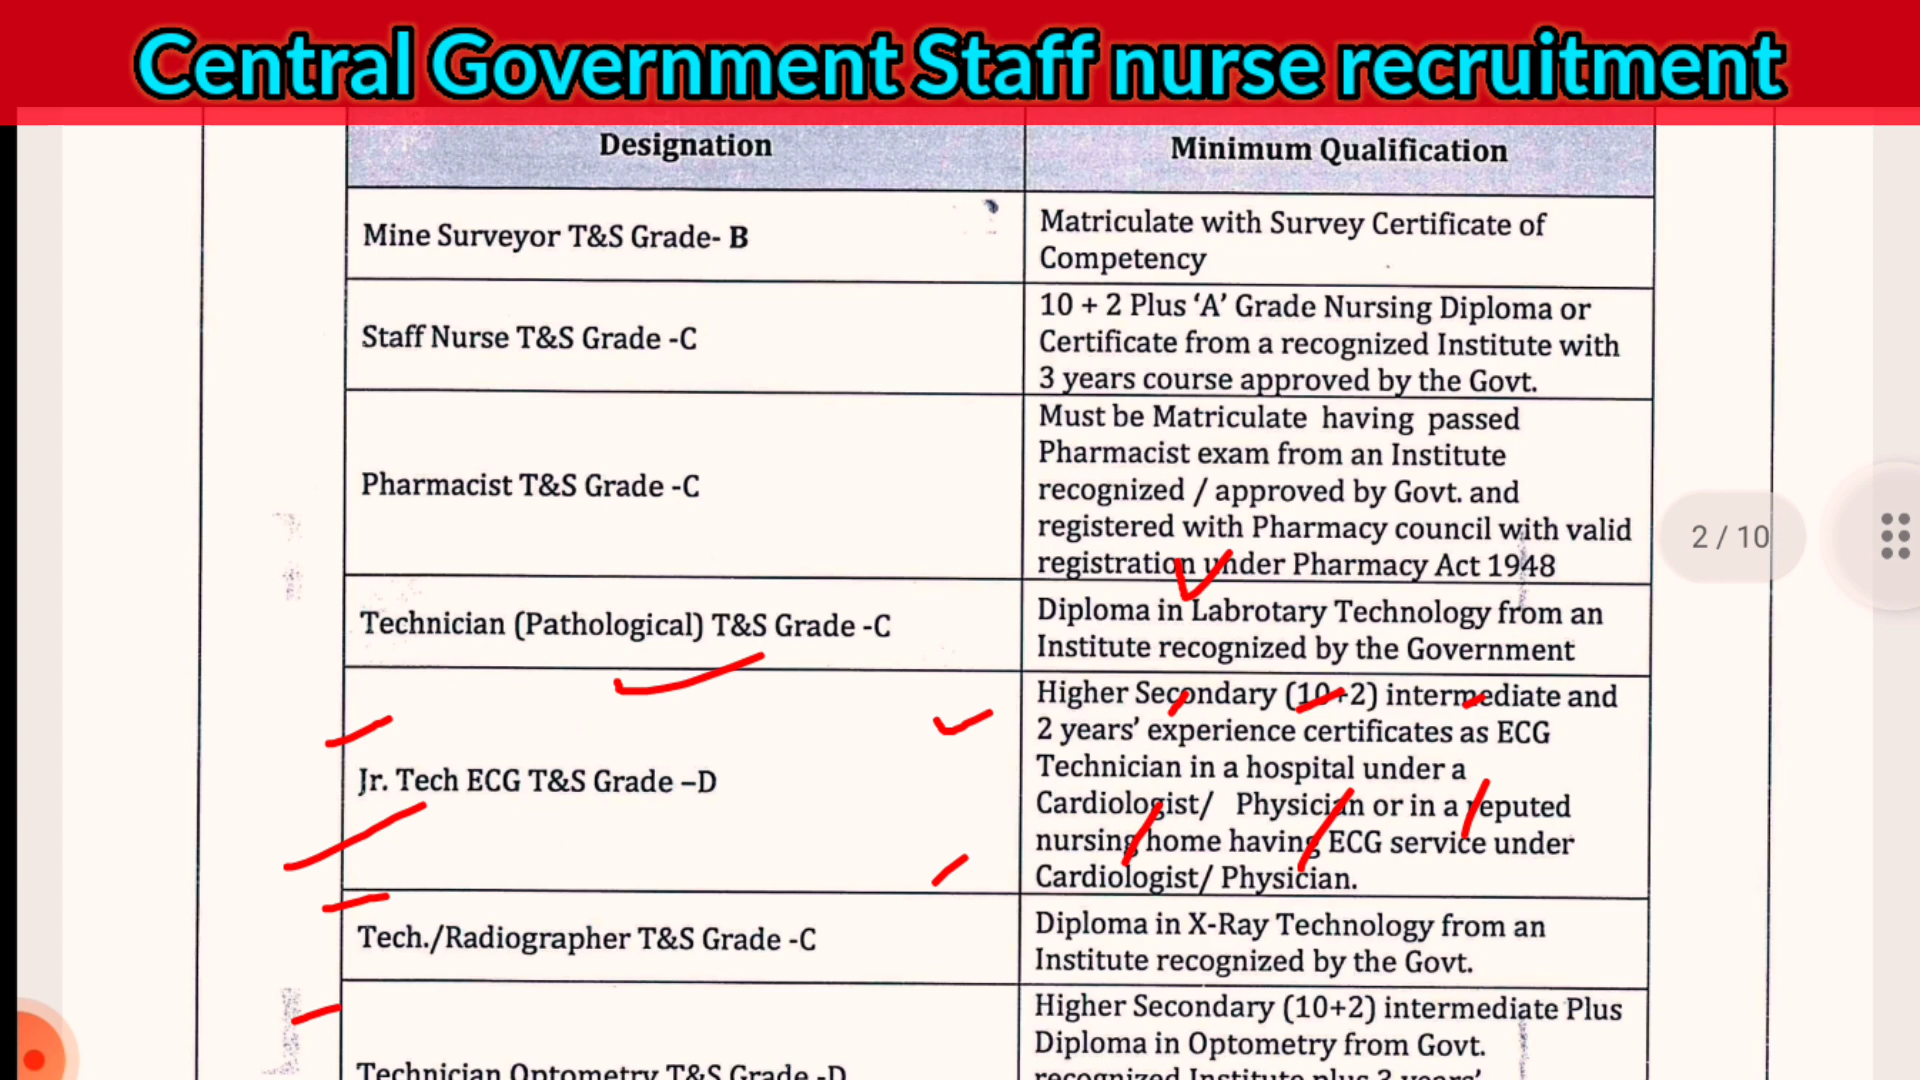 Central Government Staff nurse recruitment
Designation
Minimum Qualification
Mine Surveyor T&S Grade- B
Matriculate with Survey Certificate of
Competency
Staff Nurse T&S Grade -C
10 + 2 Plus ‘A’ Grade Nursing Diploma or
Certificate from a recognized Institute with
3 years course approved by the Govt.
Pharmacist T&S Grade -C
Must be Matriculate having passed
Pharmacist exam from an Institute
recognized / approved by Govt. and
registered with Pharmacy council with valid
registration under Pharmacy Act 1948
Technician (Pathological) T&S Grade -C
Diploma in Labrotary Technology from an
Institute recognized by the Government
Jr. Tech ECG T&S Grade –D
Higher Secondary (10+2) intermediate and
2 years’ experience certificates as ECG
Technician in a hospital under a
Cardiologist/ Physician or in a reputed
nursing home having ECG service under
Cardiologist/ Physician.
Tech./Radiographer T&S Grade -C
Diploma in X-Ray Technology from an
Institute recognized by the Govt.
Technician Optometry T&S Grade -D
Higher Secondary (10+2) intermediate Plus
Diploma in Optometry from Govt.
recognized Institute plus 3 years’
2 / 10